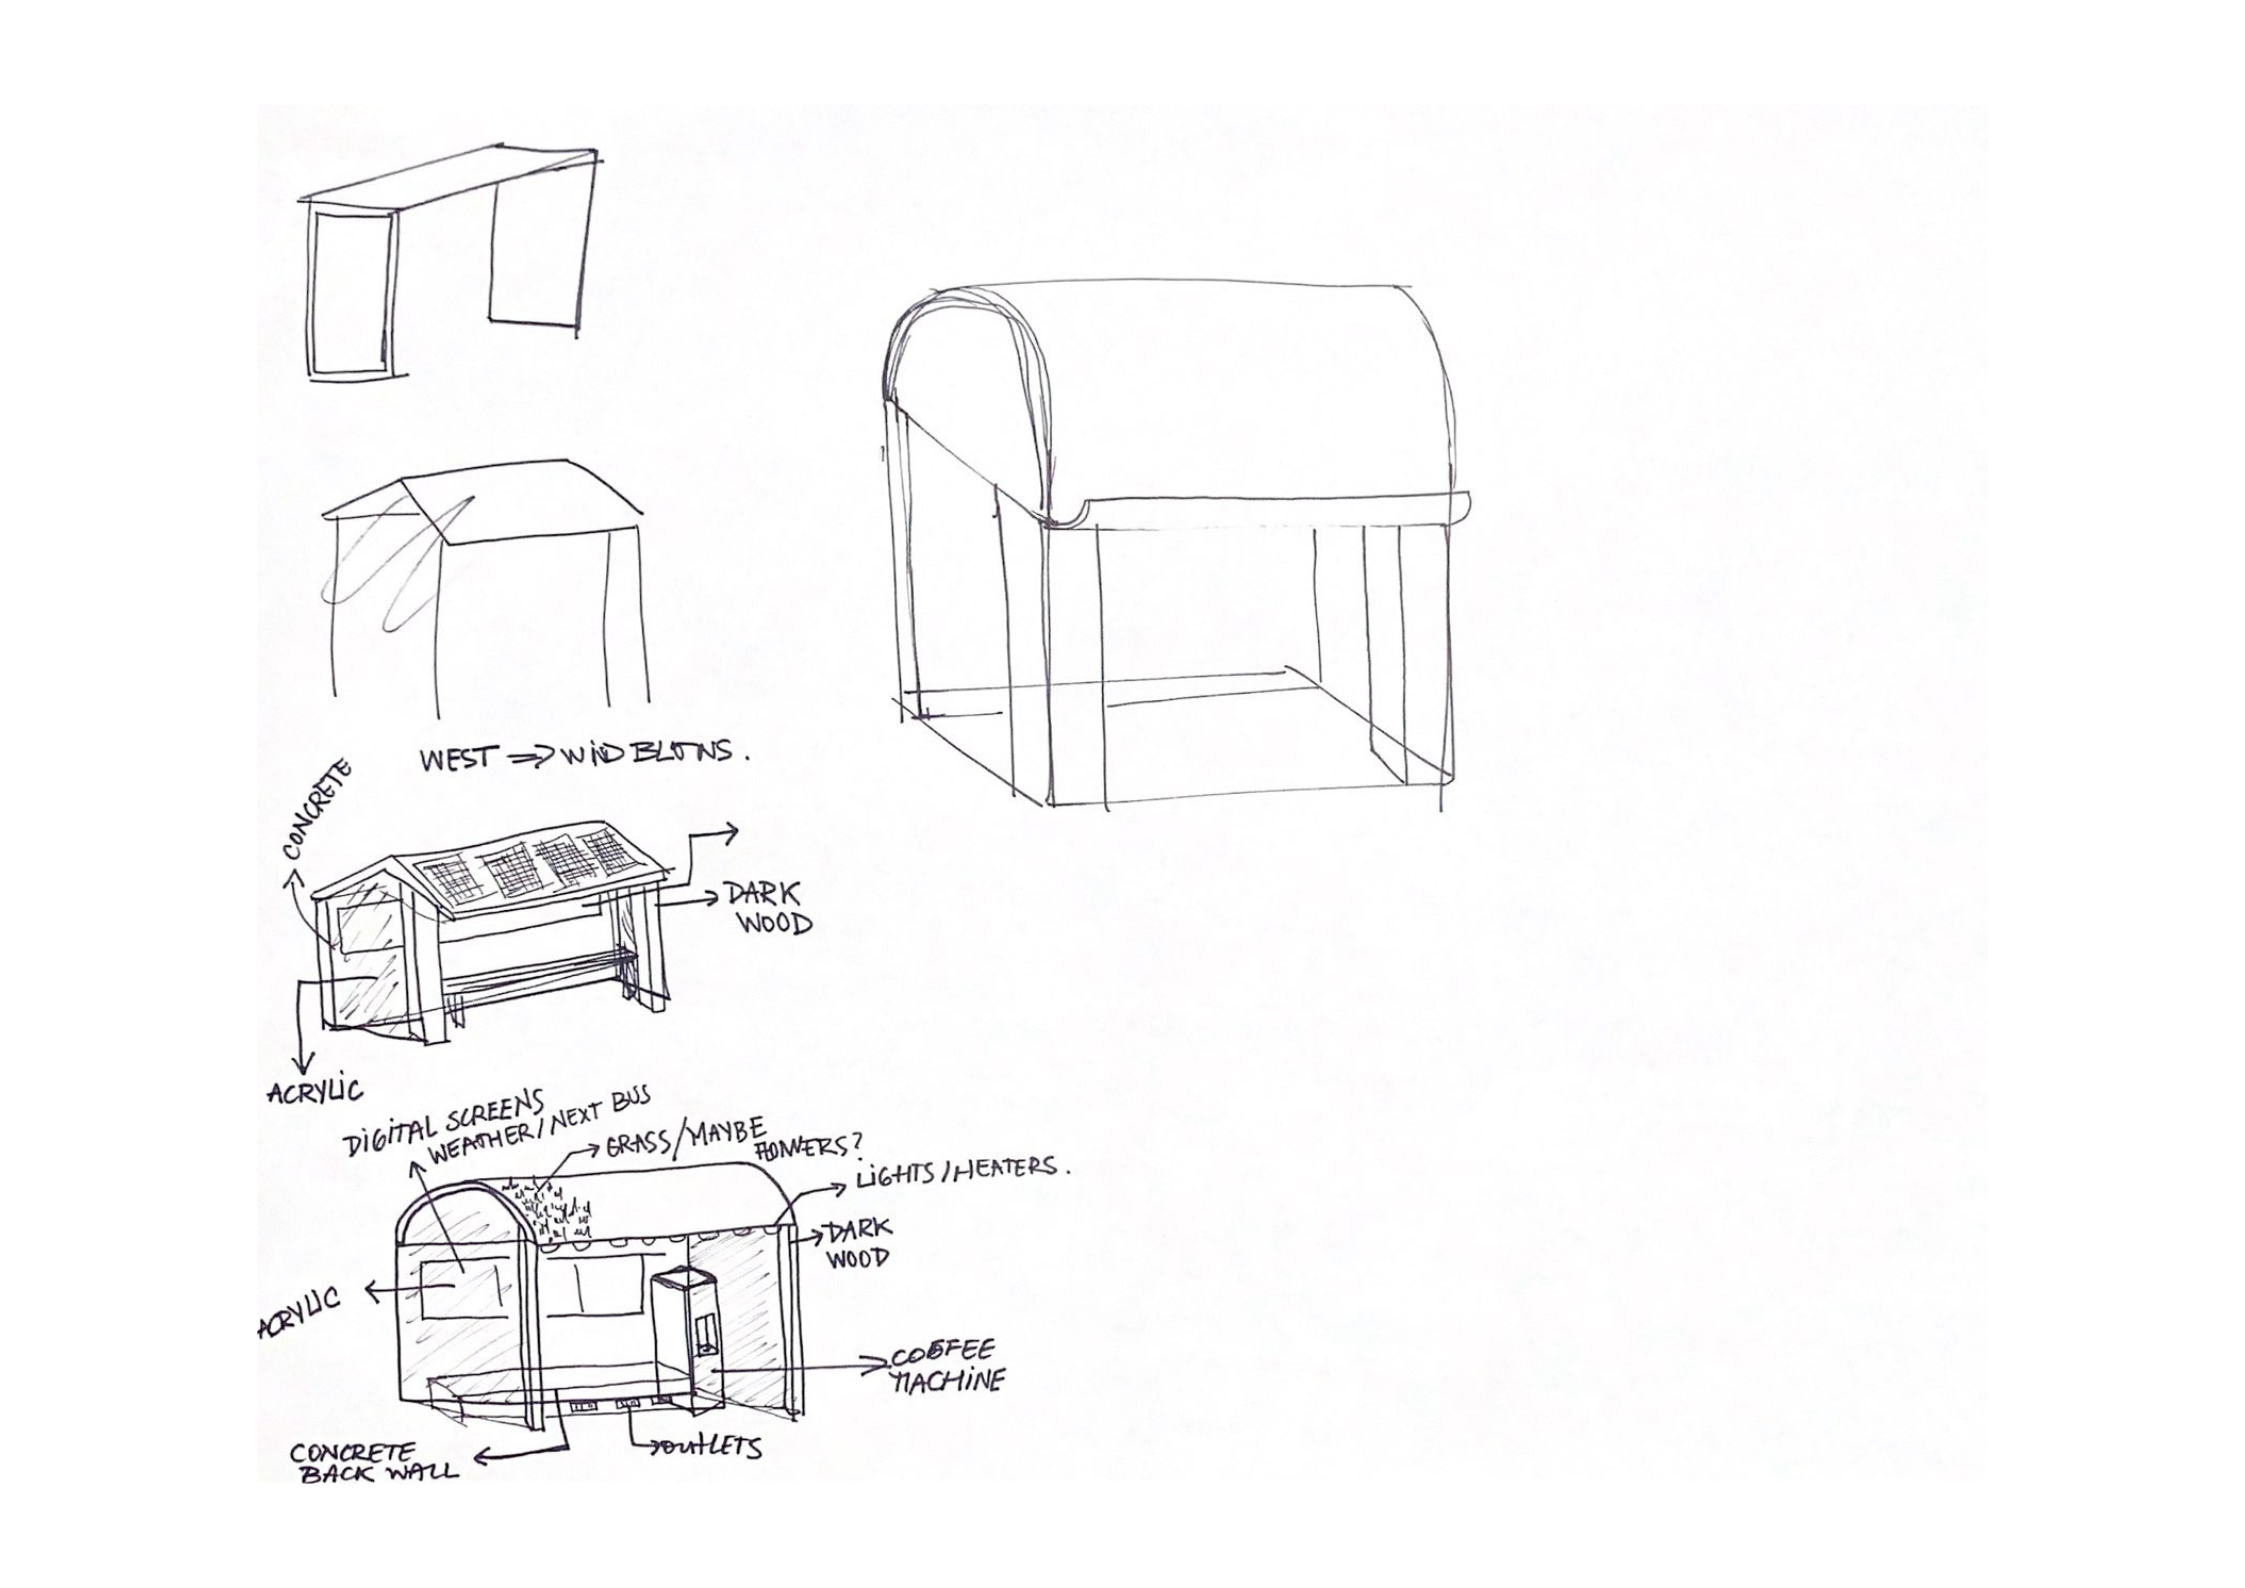 WEST => WIND BLOWS.
CONCRETE
DARK
WOOD
ACRYLIC
DIGITAL SCREENS
WEATHER/NEXT BUS
GRASS/MAYBE
FLOWERS?
LIGHTS/HEATERS.
DARK
WOOD
ACRYLIC
COFFEE
MACHINE
OUTLETS
CONCRETE
BACK WALL